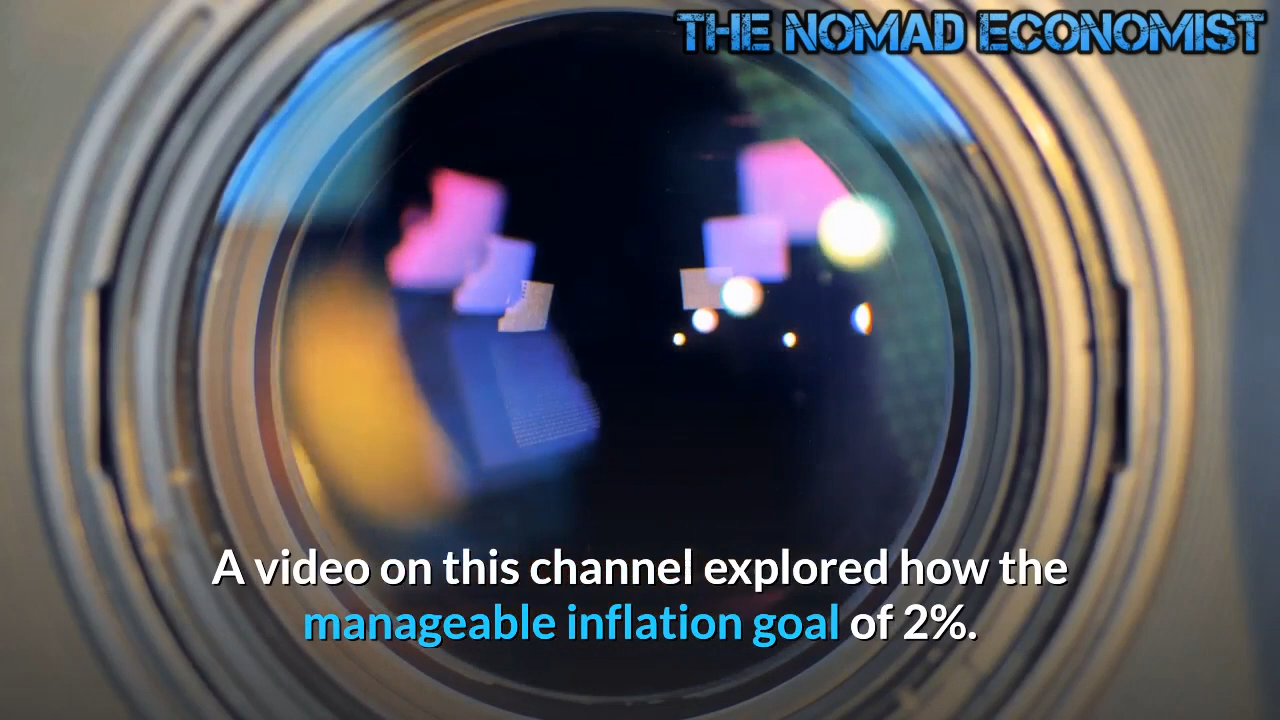 THE NOMAD ECONOMIST
A video on this channel explored how the
manageable inflation goal of 2%.